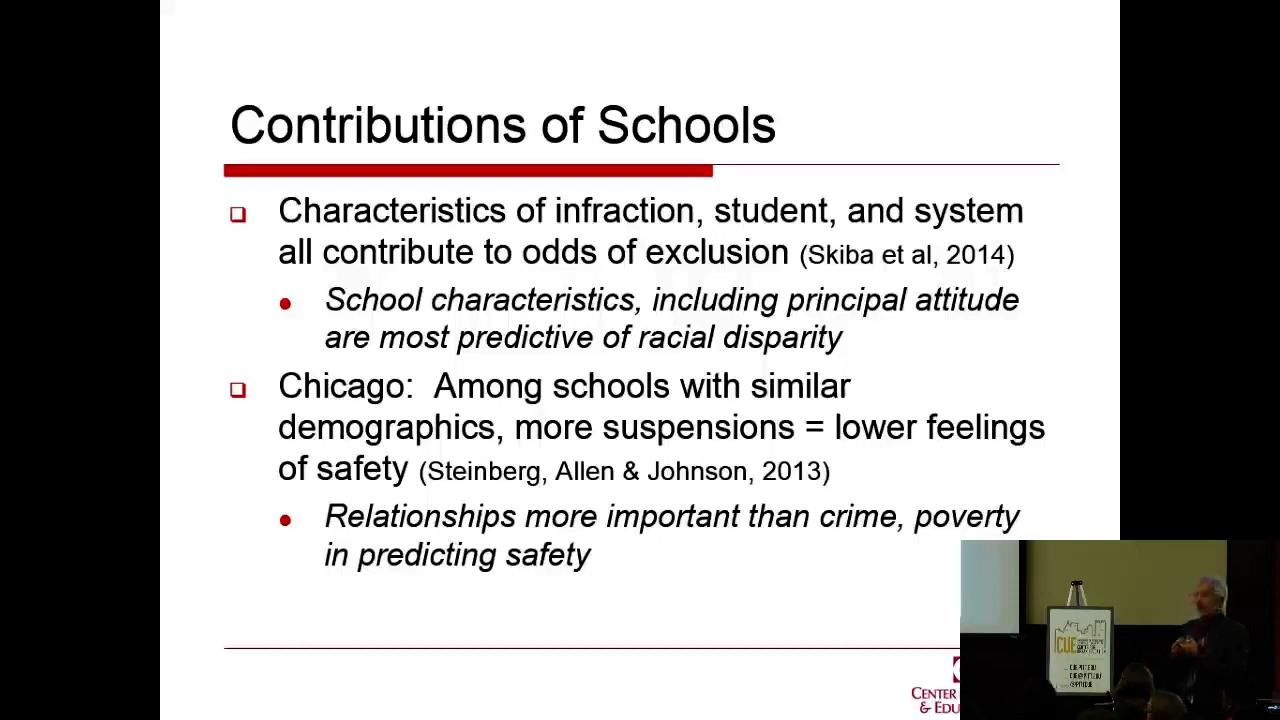 Contributions of Schools
Characteristics of infraction, student, and system
all contribute to odds of exclusion (Skiba et al, 2014)
School characteristics, including principal attitude
are most predictive of racial disparity
Chicago: Among schools with similar
demographics, more suspensions = lower feelings
of safety (Steinberg, Allen & Johnson, 2013)
Relationships more important than crime, poverty
in predicting safety
CENTER
& EDU
CUE